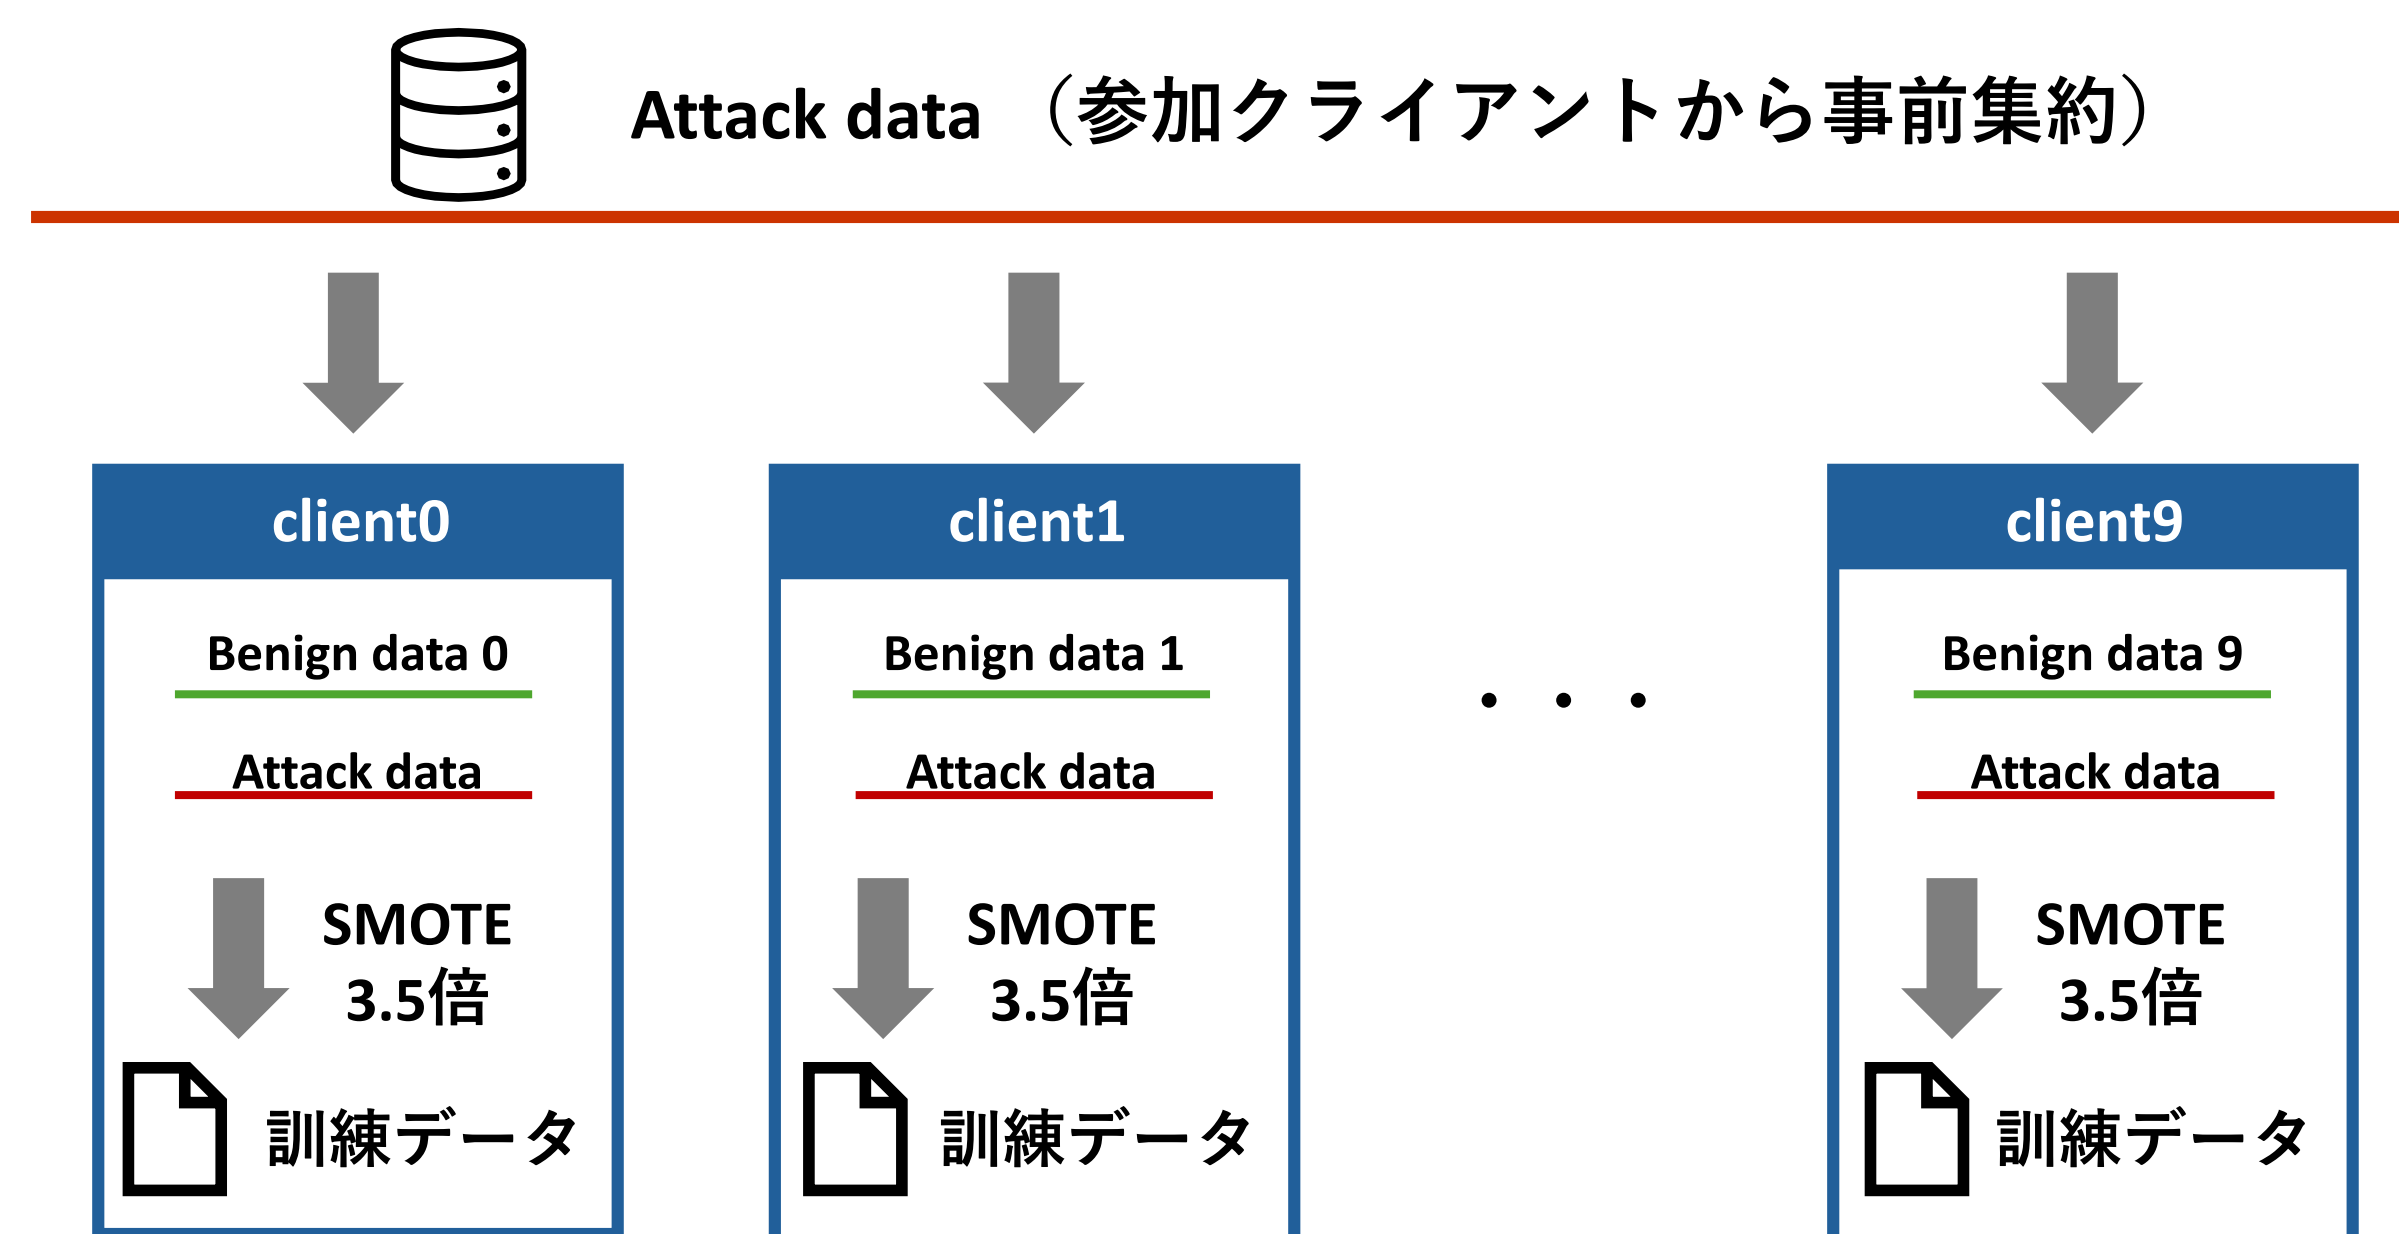 Attack data （参加クライアントから事前集約）
client0
Benign data 0
Attack data
SMOTE
3.5倍
訓練データ
client1
Benign data 1
Attack data
SMOTE
3.5倍
訓練データ
・・・
client9
Benign data 9
Attack data
SMOTE
3.5倍
訓練データ